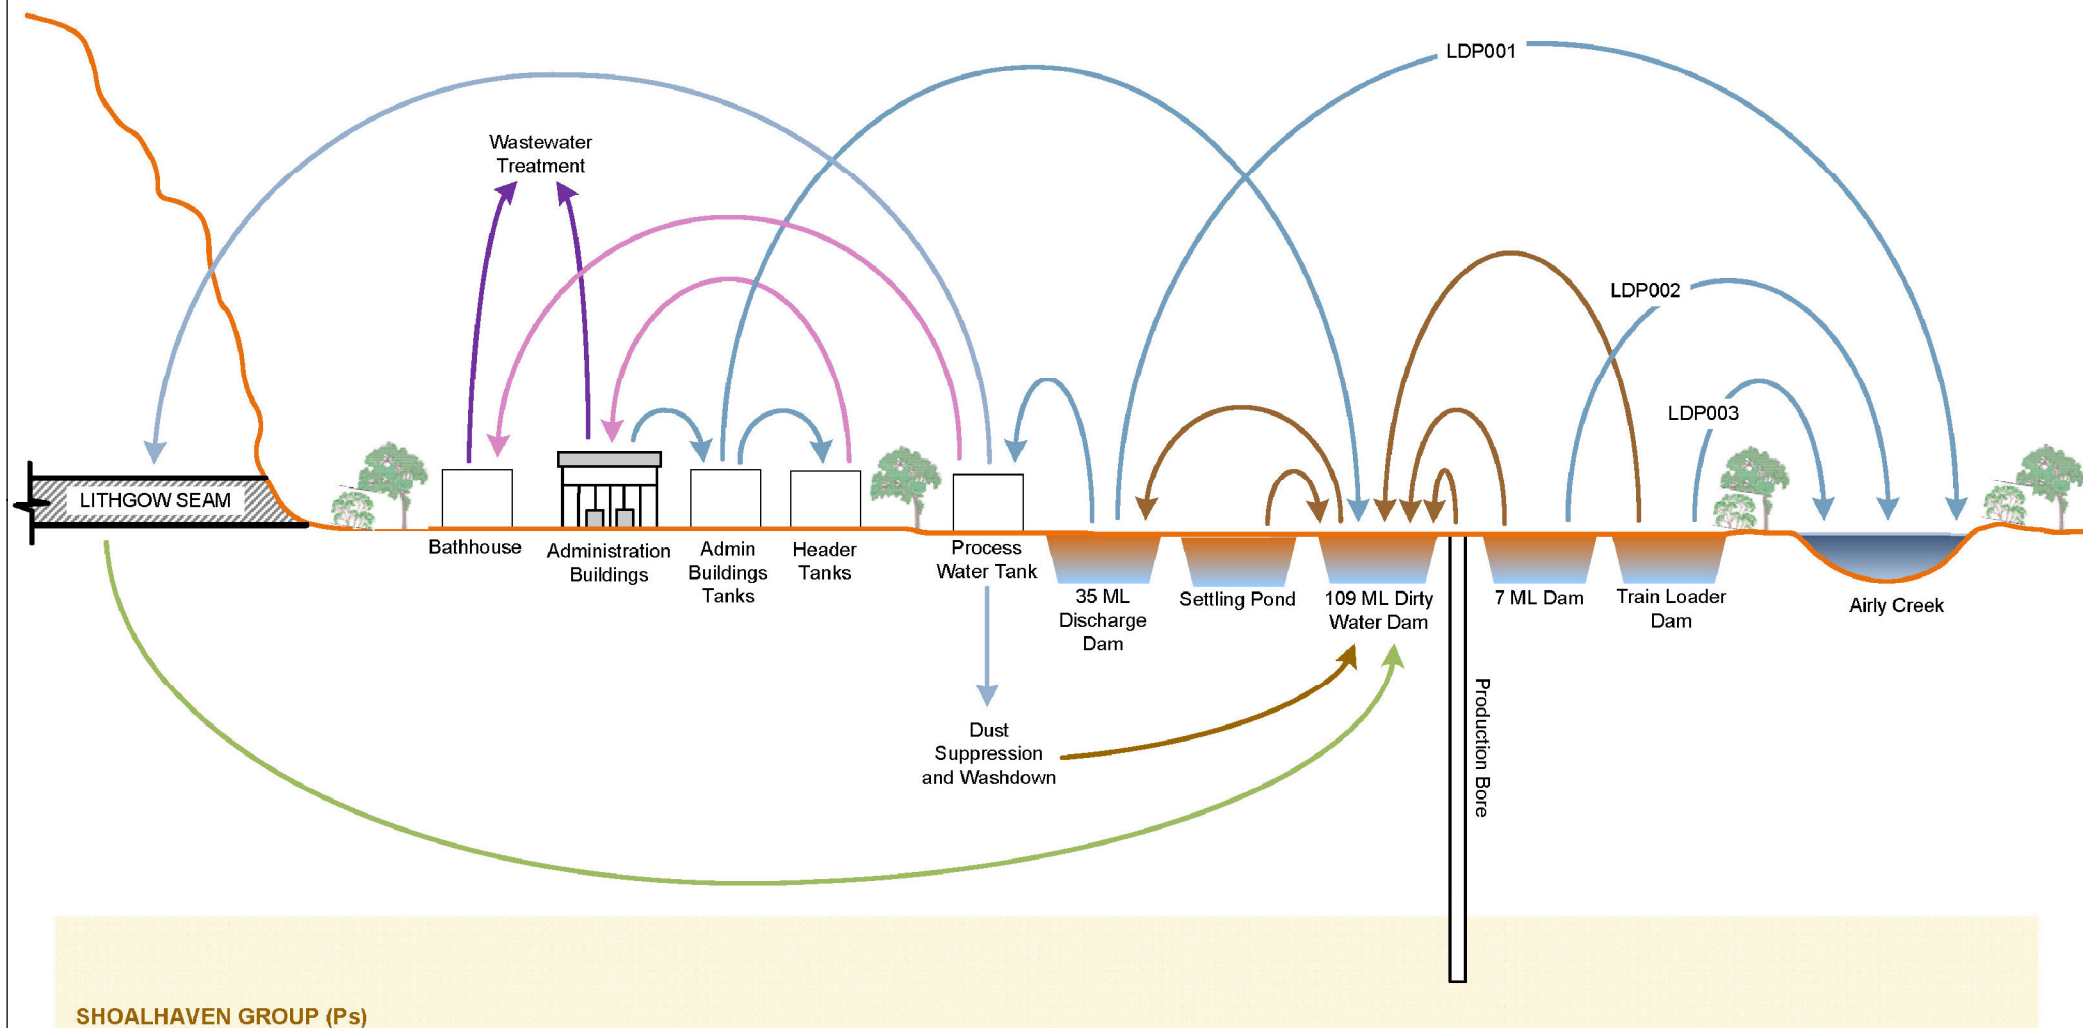 LDP001
Wastewater
Treatment
LDP002
LDP003
LITHGOW SEAM
Bathhouse
Administration
Buildings
Admin
Buildings
Tanks
Header
Tanks
Process
Water Tank
35 ML
Discharge
Dam
Settling Pond
109 ML Dirty
Water Dam
7 ML Dam
Train Loader
Dam
Airly Creek
Production Bore
Dust
Suppression
and Washdown
SHOALHAVEN GROUP (Ps)